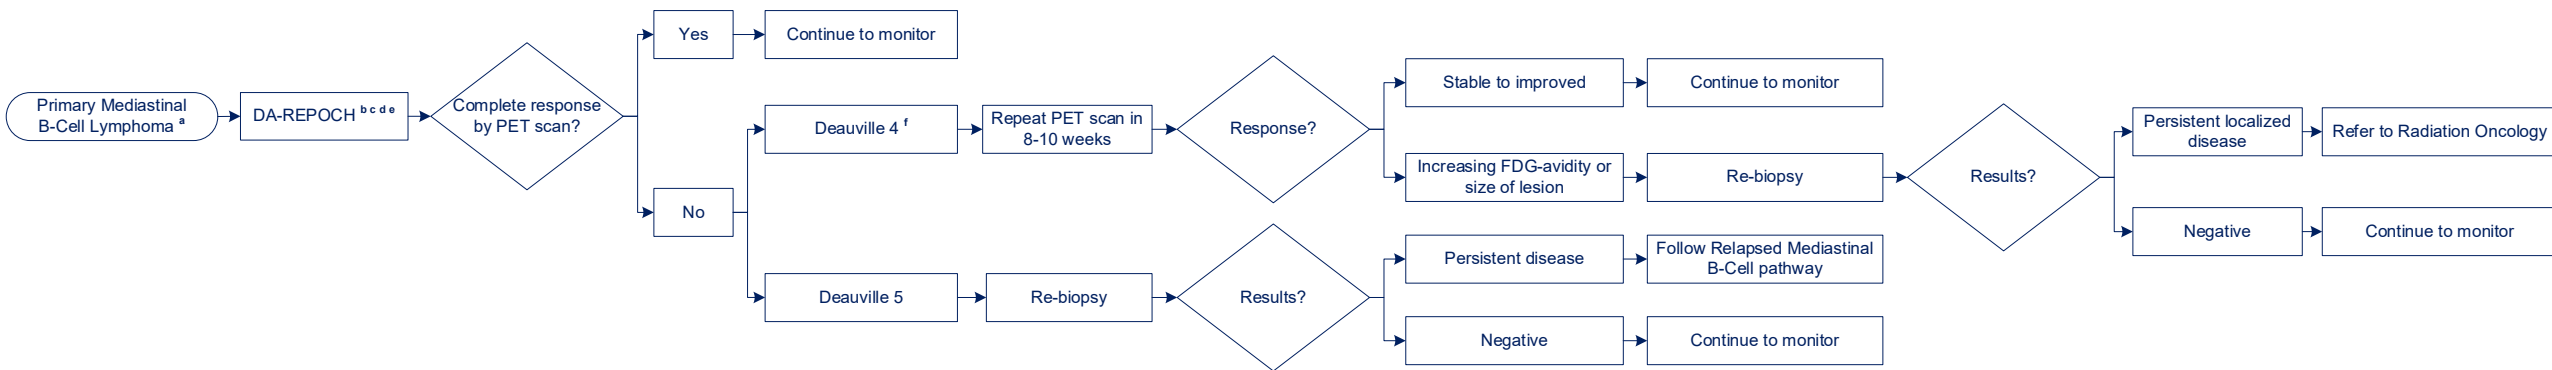 Primary Mediastinal
B-Cell Lymphoma a
DA-REPOCH b c d e
Complete response
by PET scan?
Yes
Continue to monitor
No
Deauville 4 f
Repeat PET scan in
8-10 weeks
Response?
Stable to improved
Continue to monitor
Increasing FDG-avidity or
size of lesion
Re-biopsy
Results?
Persistent localized
disease
Refer to Radiation Oncology
Negative
Continue to monitor
Deauville 5
Re-biopsy
Results?
Persistent disease
Follow Relapsed Mediastinal
B-Cell pathway
Negative
Continue to monitor